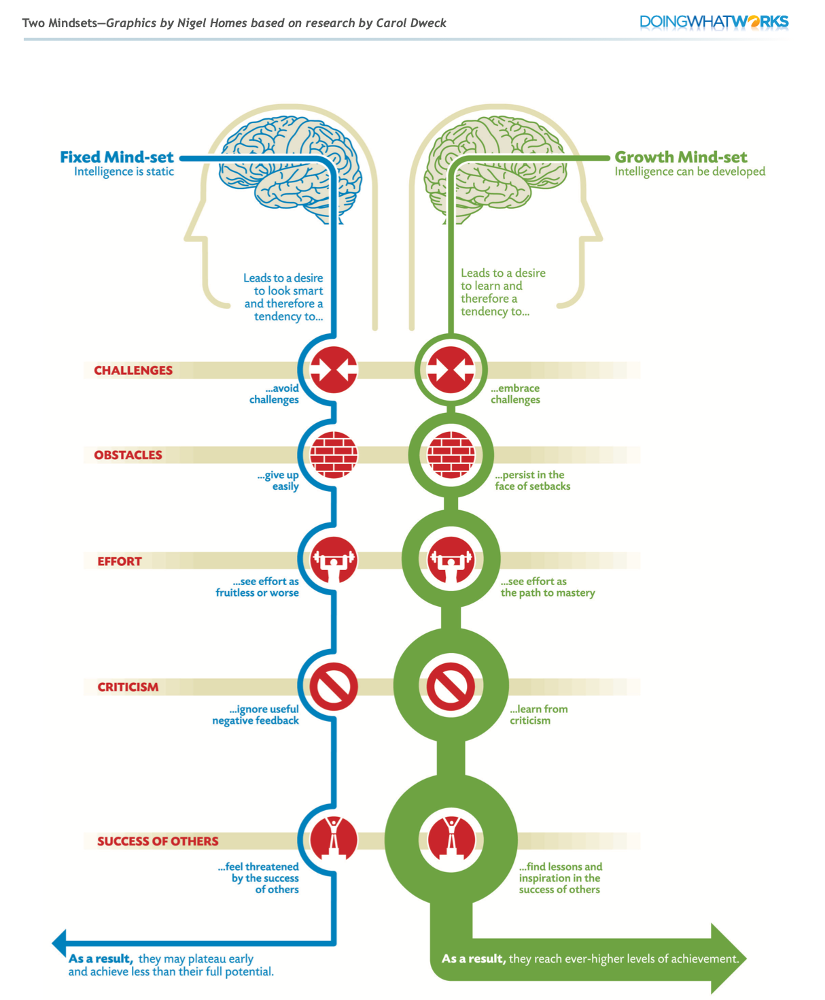 Two Mindsets—Graphics by Nigel Homes based on research by Carol Dweck
DOINGWHATWORKS
Fixed Mind-set
Intelligence is static
Growth Mind-set
Intelligence can be developed
Leads to a desire
to look smart
and therefore a
tendency to...
Leads to a desire
to learn and
therefore a
tendency to...
CHALLENGES
...avoid
challenges
...embrace
challenges
OBSTACLES
...give up
easily
...persist in the
face of setbacks
EFFORT
...see effort as
fruitless or worse
...see effort as
the path to mastery
CRITICISM
...ignore useful
negative feedback
...learn from
criticism
SUCCESS OF OTHERS
...feel threatened
by the success
of others
...find lessons and
inspiration in the
success of others
As a result, they may plateau early
and achieve less than their full potential.
As a result, they reach ever-higher levels of achievement.